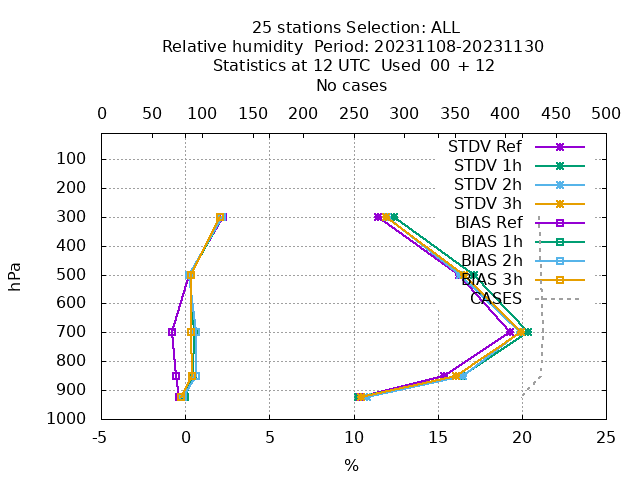 25 stations Selection: ALL
Relative humidity  Period: 20231108-20231130
Statistics at 12 UTC  Used  00 + 12
No cases
0 50 100 150 200 250 300 350 400 450 500
100
200
300
400
500
600
700
800
900
1000
hPa
STDV Ref
STDV 1h
STDV 2h
STDV 3h
BIAS Ref
BIAS 1h
BIAS 2h
BIAS 3h
CASES
-5 0 5 10 15 20 25
%